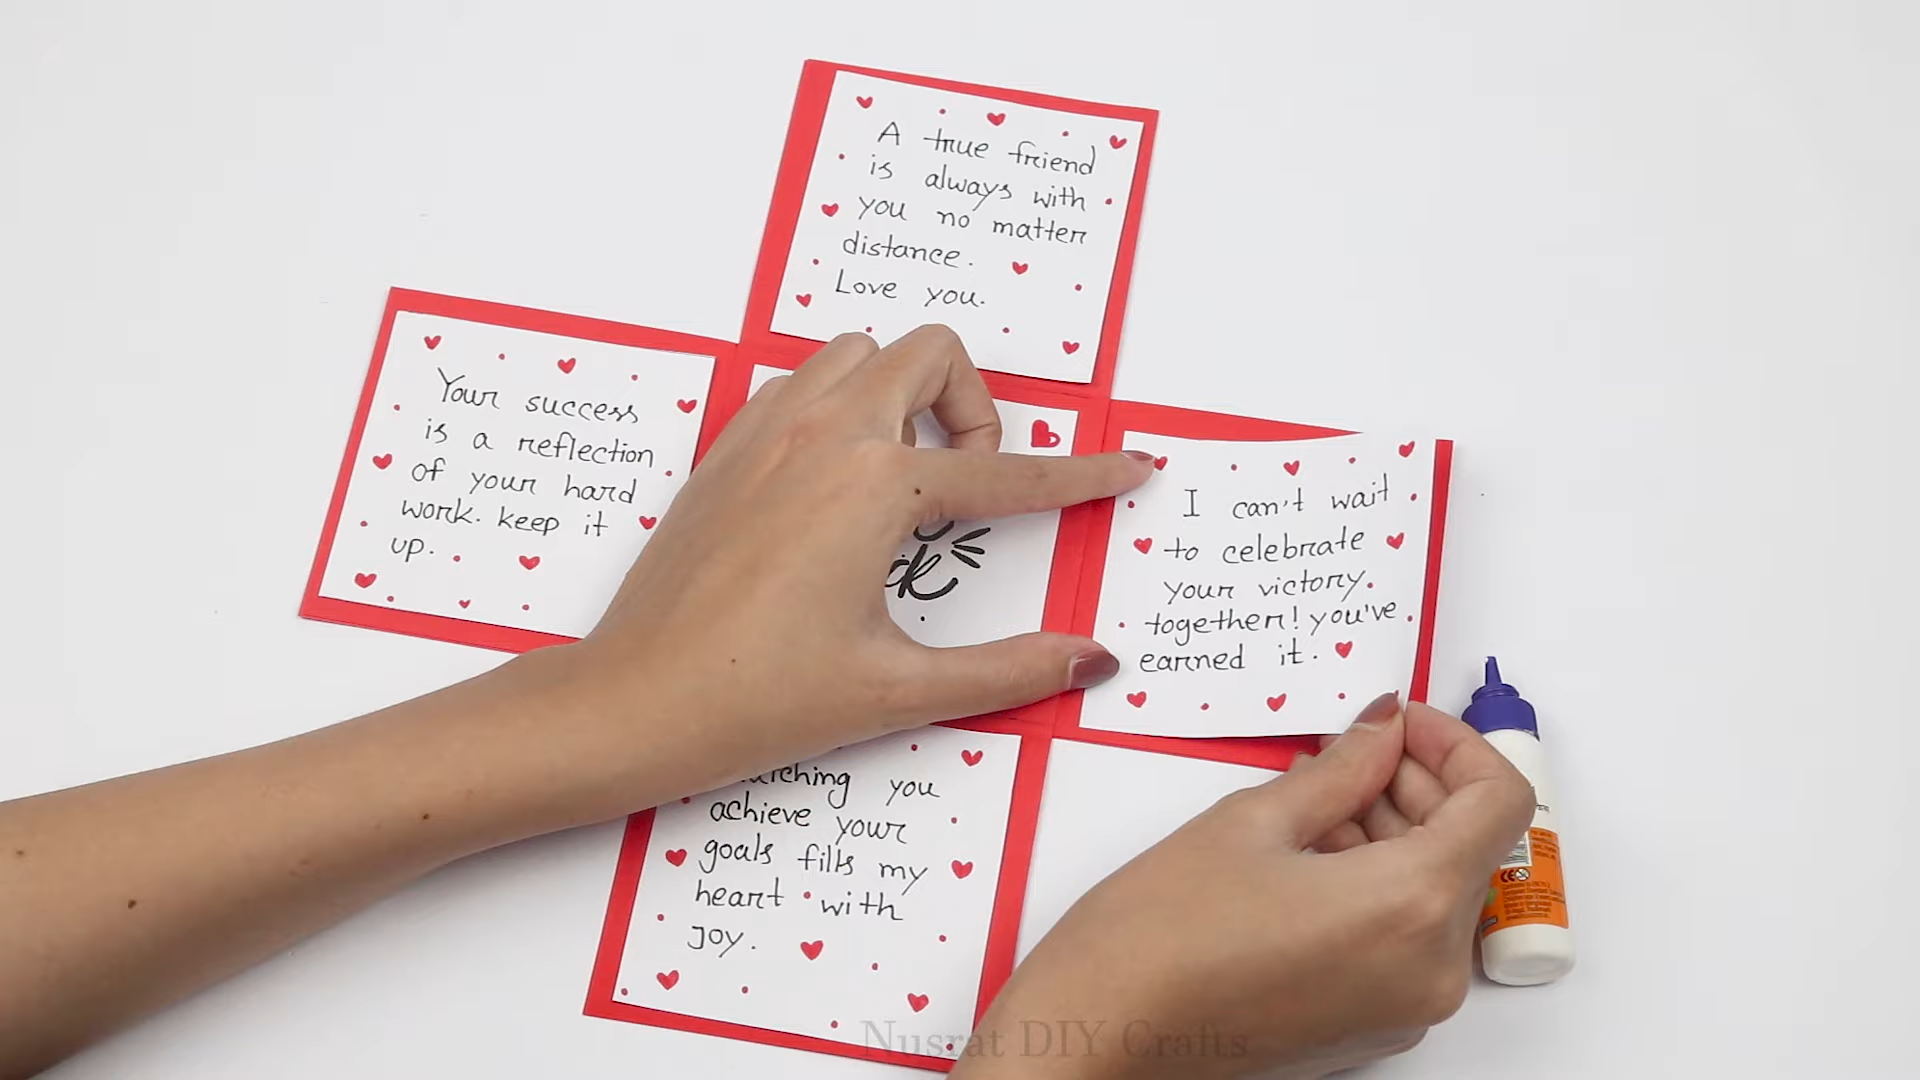 A true friend
is always with
you no matter
distance.
Love you.
Your success
is a reflection
of your hard
work. keep it
up.
I can't wait
to celebrate
your victory.
together! you've
earned it.
you
achieve your
goals fills my
heart with
joy.
Nusrat DIY Crafts